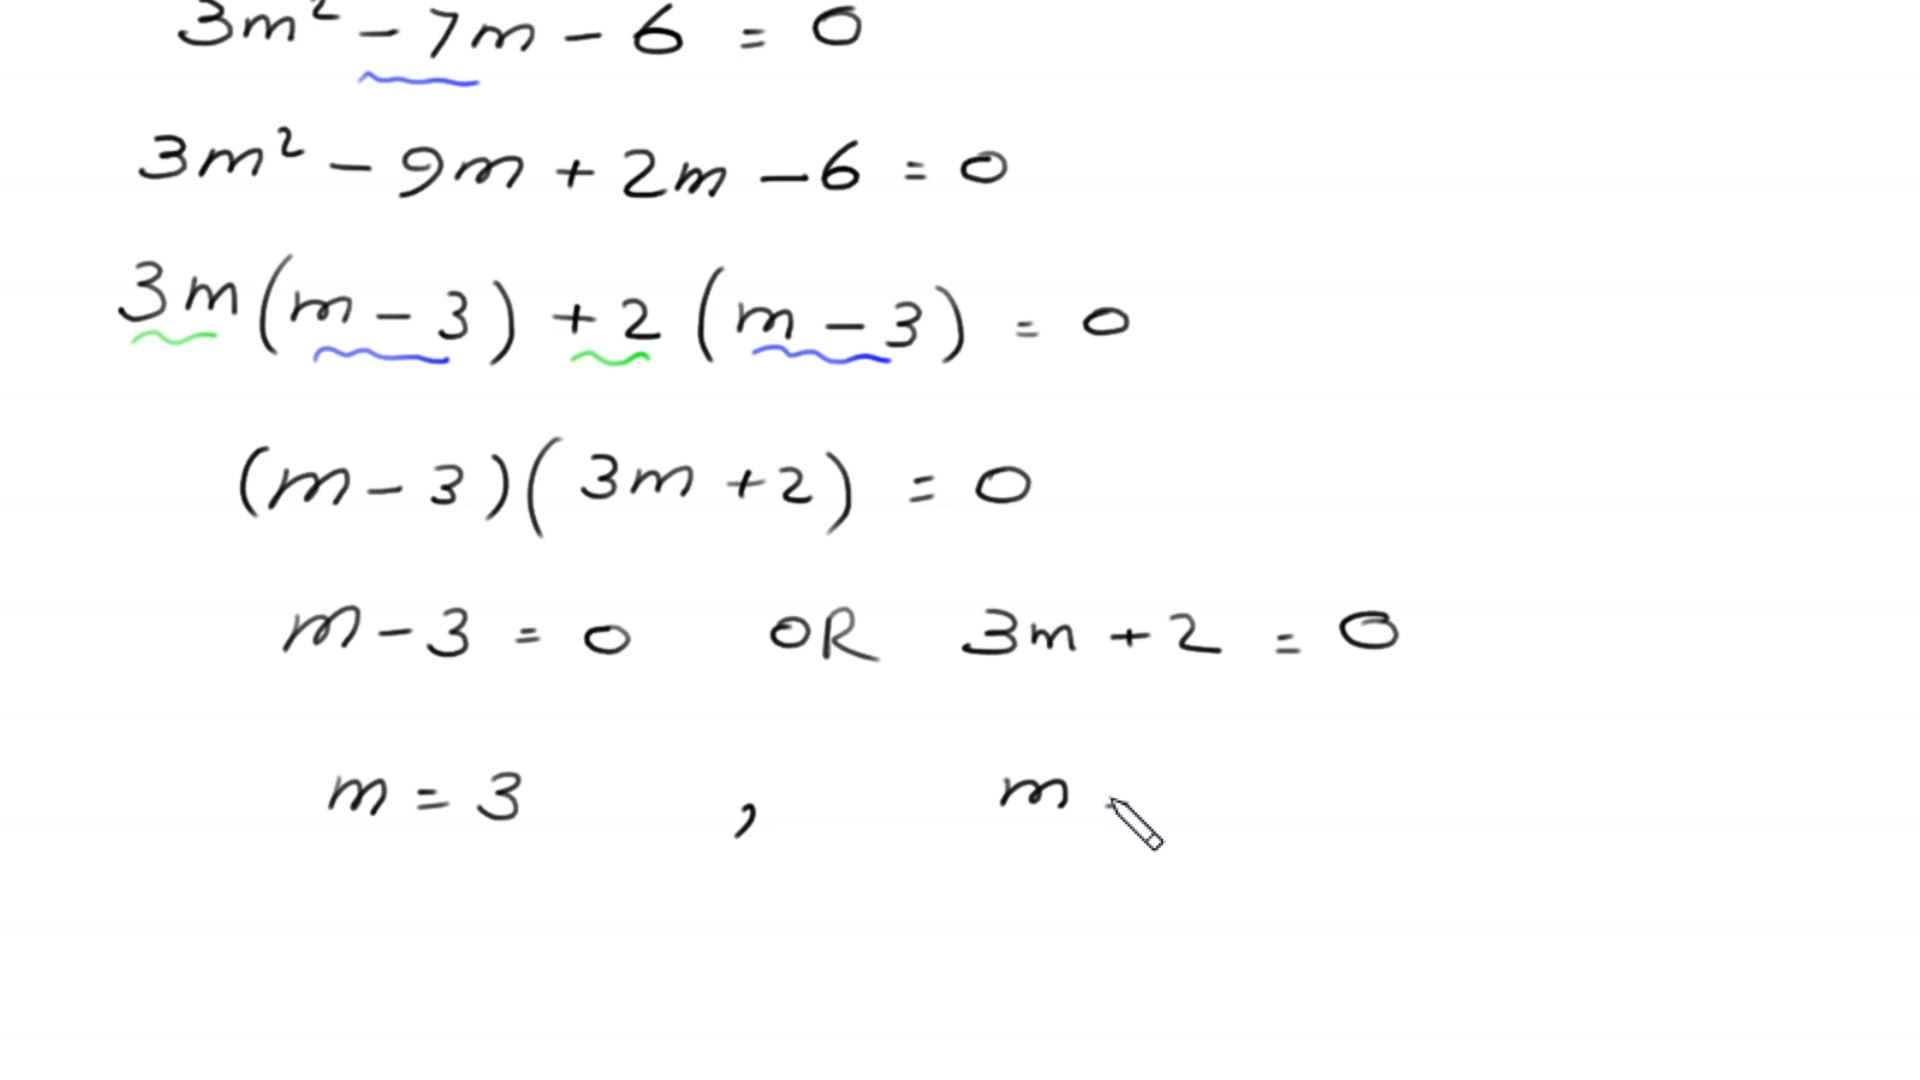 3m² - 7m - 6 = 0
3m² - 9m + 2m - 6 = 0
3m(m - 3) + 2(m - 3) = 0
(m - 3)(3m + 2) = 0
m - 3 = 0 OR 3m + 2 = 0
m = 3 , m